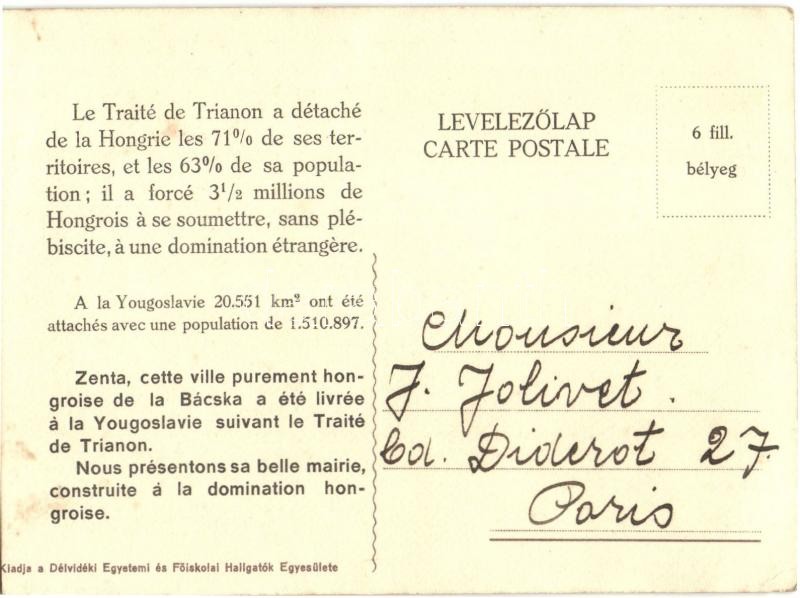 Le Traité de Trianon a détaché
de la Hongrie les 71% de ses ter-
ritoires, et les 63% de sa popula-
tion; il a forcé 3 1/2 millions de
Hongrois à se soumettre, sans plé-
biscite, à une domination étrangère.
A la Yougoslavie 20.551 km² ont été
attachés avec une population de 1.510.897.
Zenta, cette ville purement hon-
groise de la Bácska a été livrée
á la Yougoslavie suivant le Traité
de Trianon.
Nous présentons sa belle mairie,
construite á la domination hon-
groise.
Kiadja a Délvidéki Egyetemi és Főiskolai Hallgatók Egyesülete
LEVELEZŐLAP
CARTE POSTALE
6 fill.
bélyeg
Monsieur
J. Jolivet.
Bd. Diderot 27.
Paris